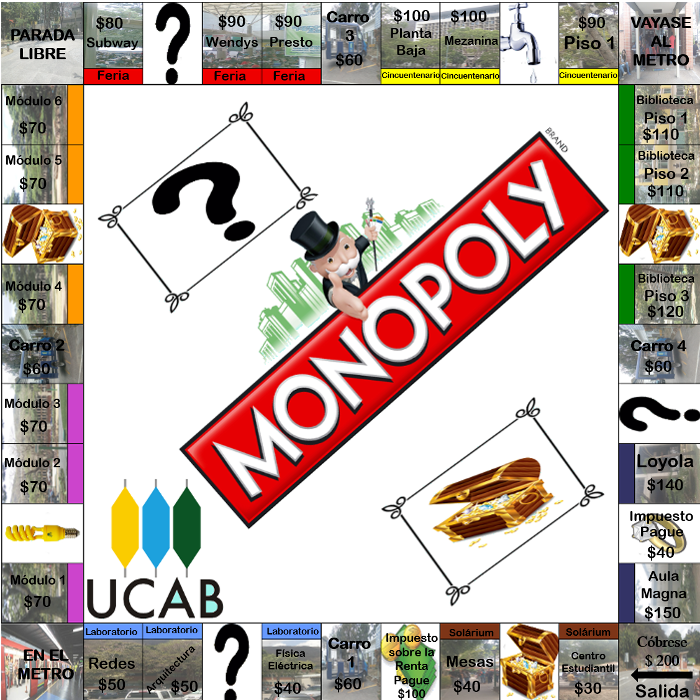 PARADA
LIBRE
$80
Subway
Feria
?
$90
Wendys
Feria
$90
Presto
Feria
Carro
3
$60
$100
Planta
Baja
Cincuentenario
$100
Mezanina
Cincuentenario
$90
Piso 1
Cincuentenario
VAYASE
AL
METRO
Módulo 6
$70
Módulo 5
$70
Módulo 4
$70
Carro 2
$60
Módulo 3
$70
Módulo 2
$70
Módulo 1
$70
?
BRAND
MONOPOLY
UCAB
Biblioteca
Piso 1
$110
Biblioteca
Piso 2
$110
Biblioteca
Piso 3
$120
Carro 4
$60
?
Loyola
$140
Impuesto
Pague
$40
Aula
Magna
$150
EN EL
METRO
Laboratorio
Redes
$50
Laboratorio
Arquitectura
$50
?
Laboratorio
Física
Eléctrica
$40
Carro
1
$60
Impuesto
sobre la
Renta
Pague
$100
Solárium
Mesas
$40
Solárium
Centro
Estudiantil
$30
Cóbrese
$ 200
Salida